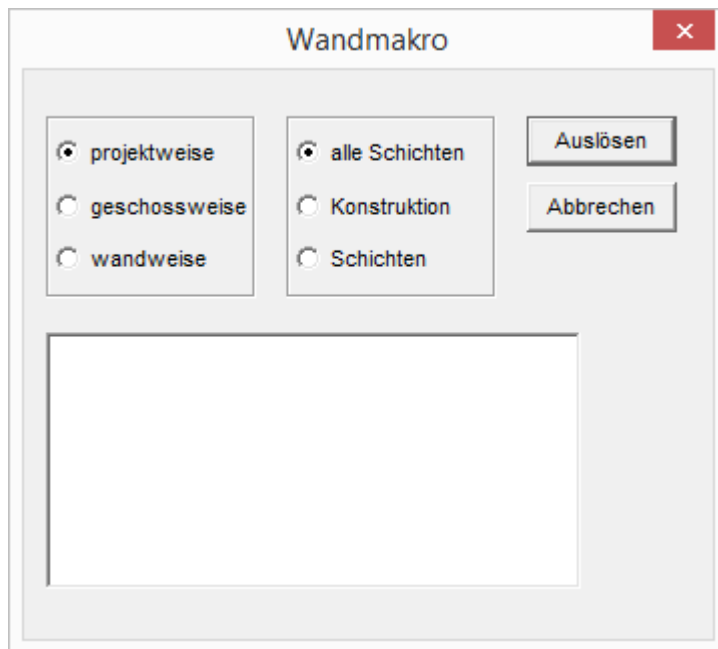 Wandmakro
projektweise
geschossweise
wandweise
alle Schichten
Konstruktion
Schichten
Auslösen
Abbrechen